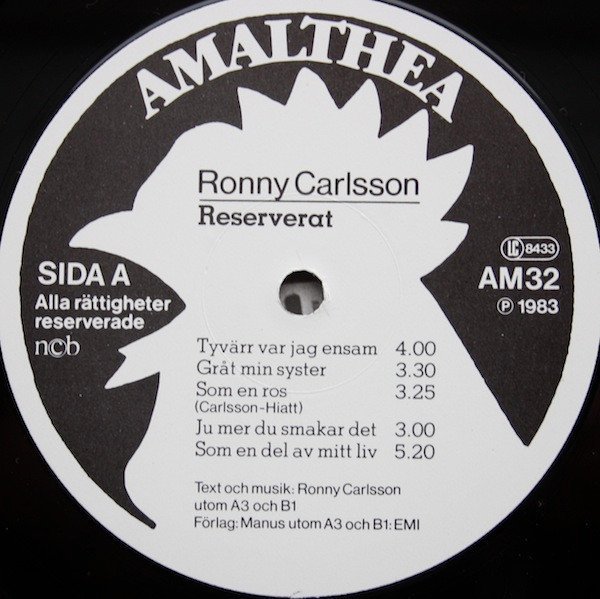 AMALTHEA
Ronny Carlsson
Reserverat
SIDA A
Alla rättigheter
reserverade
n©b
LC 8433
AM32
℗ 1983
Tyvärr var jag ensam 4.00
Gråt min syster 3.30
Som en ros 3.25
(Carlsson-Hiatt)
Ju mer du smakar det 3.00
Som en del av mitt liv 5.20
Text och musik: Ronny Carlsson
utom A3 och B1
Förlag: Manus utom A3 och B1: EMI